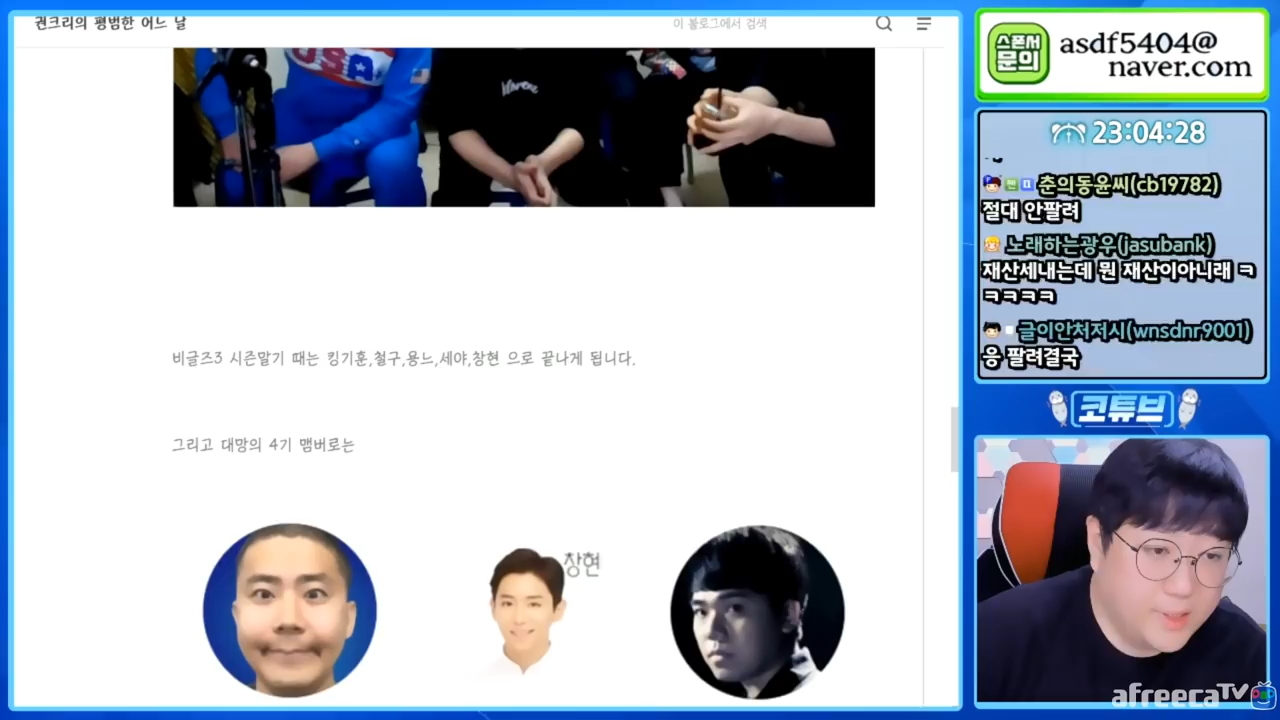 권크리의 평범한 어느 날
이 블로그에서 검색
USA
비글즈3 시즌말기 때는 킹기훈,철구,용느,세야,창현 으로 끝나게 됩니다.
그리고 대망의 4기 맴버로는
창현
스폰서
문의
asdf5404@
naver.com
23:04:28
춘의동윤씨(cb19782)
절대 안팔려
노래하는광우(jasubank)
재산세내는데 뭔 재산이아니래 ㅋ
ㅋㅋㅋㅋ
글이안처저시(wnsdnr9001)
응 팔려결국
코튜브
afreecaTV